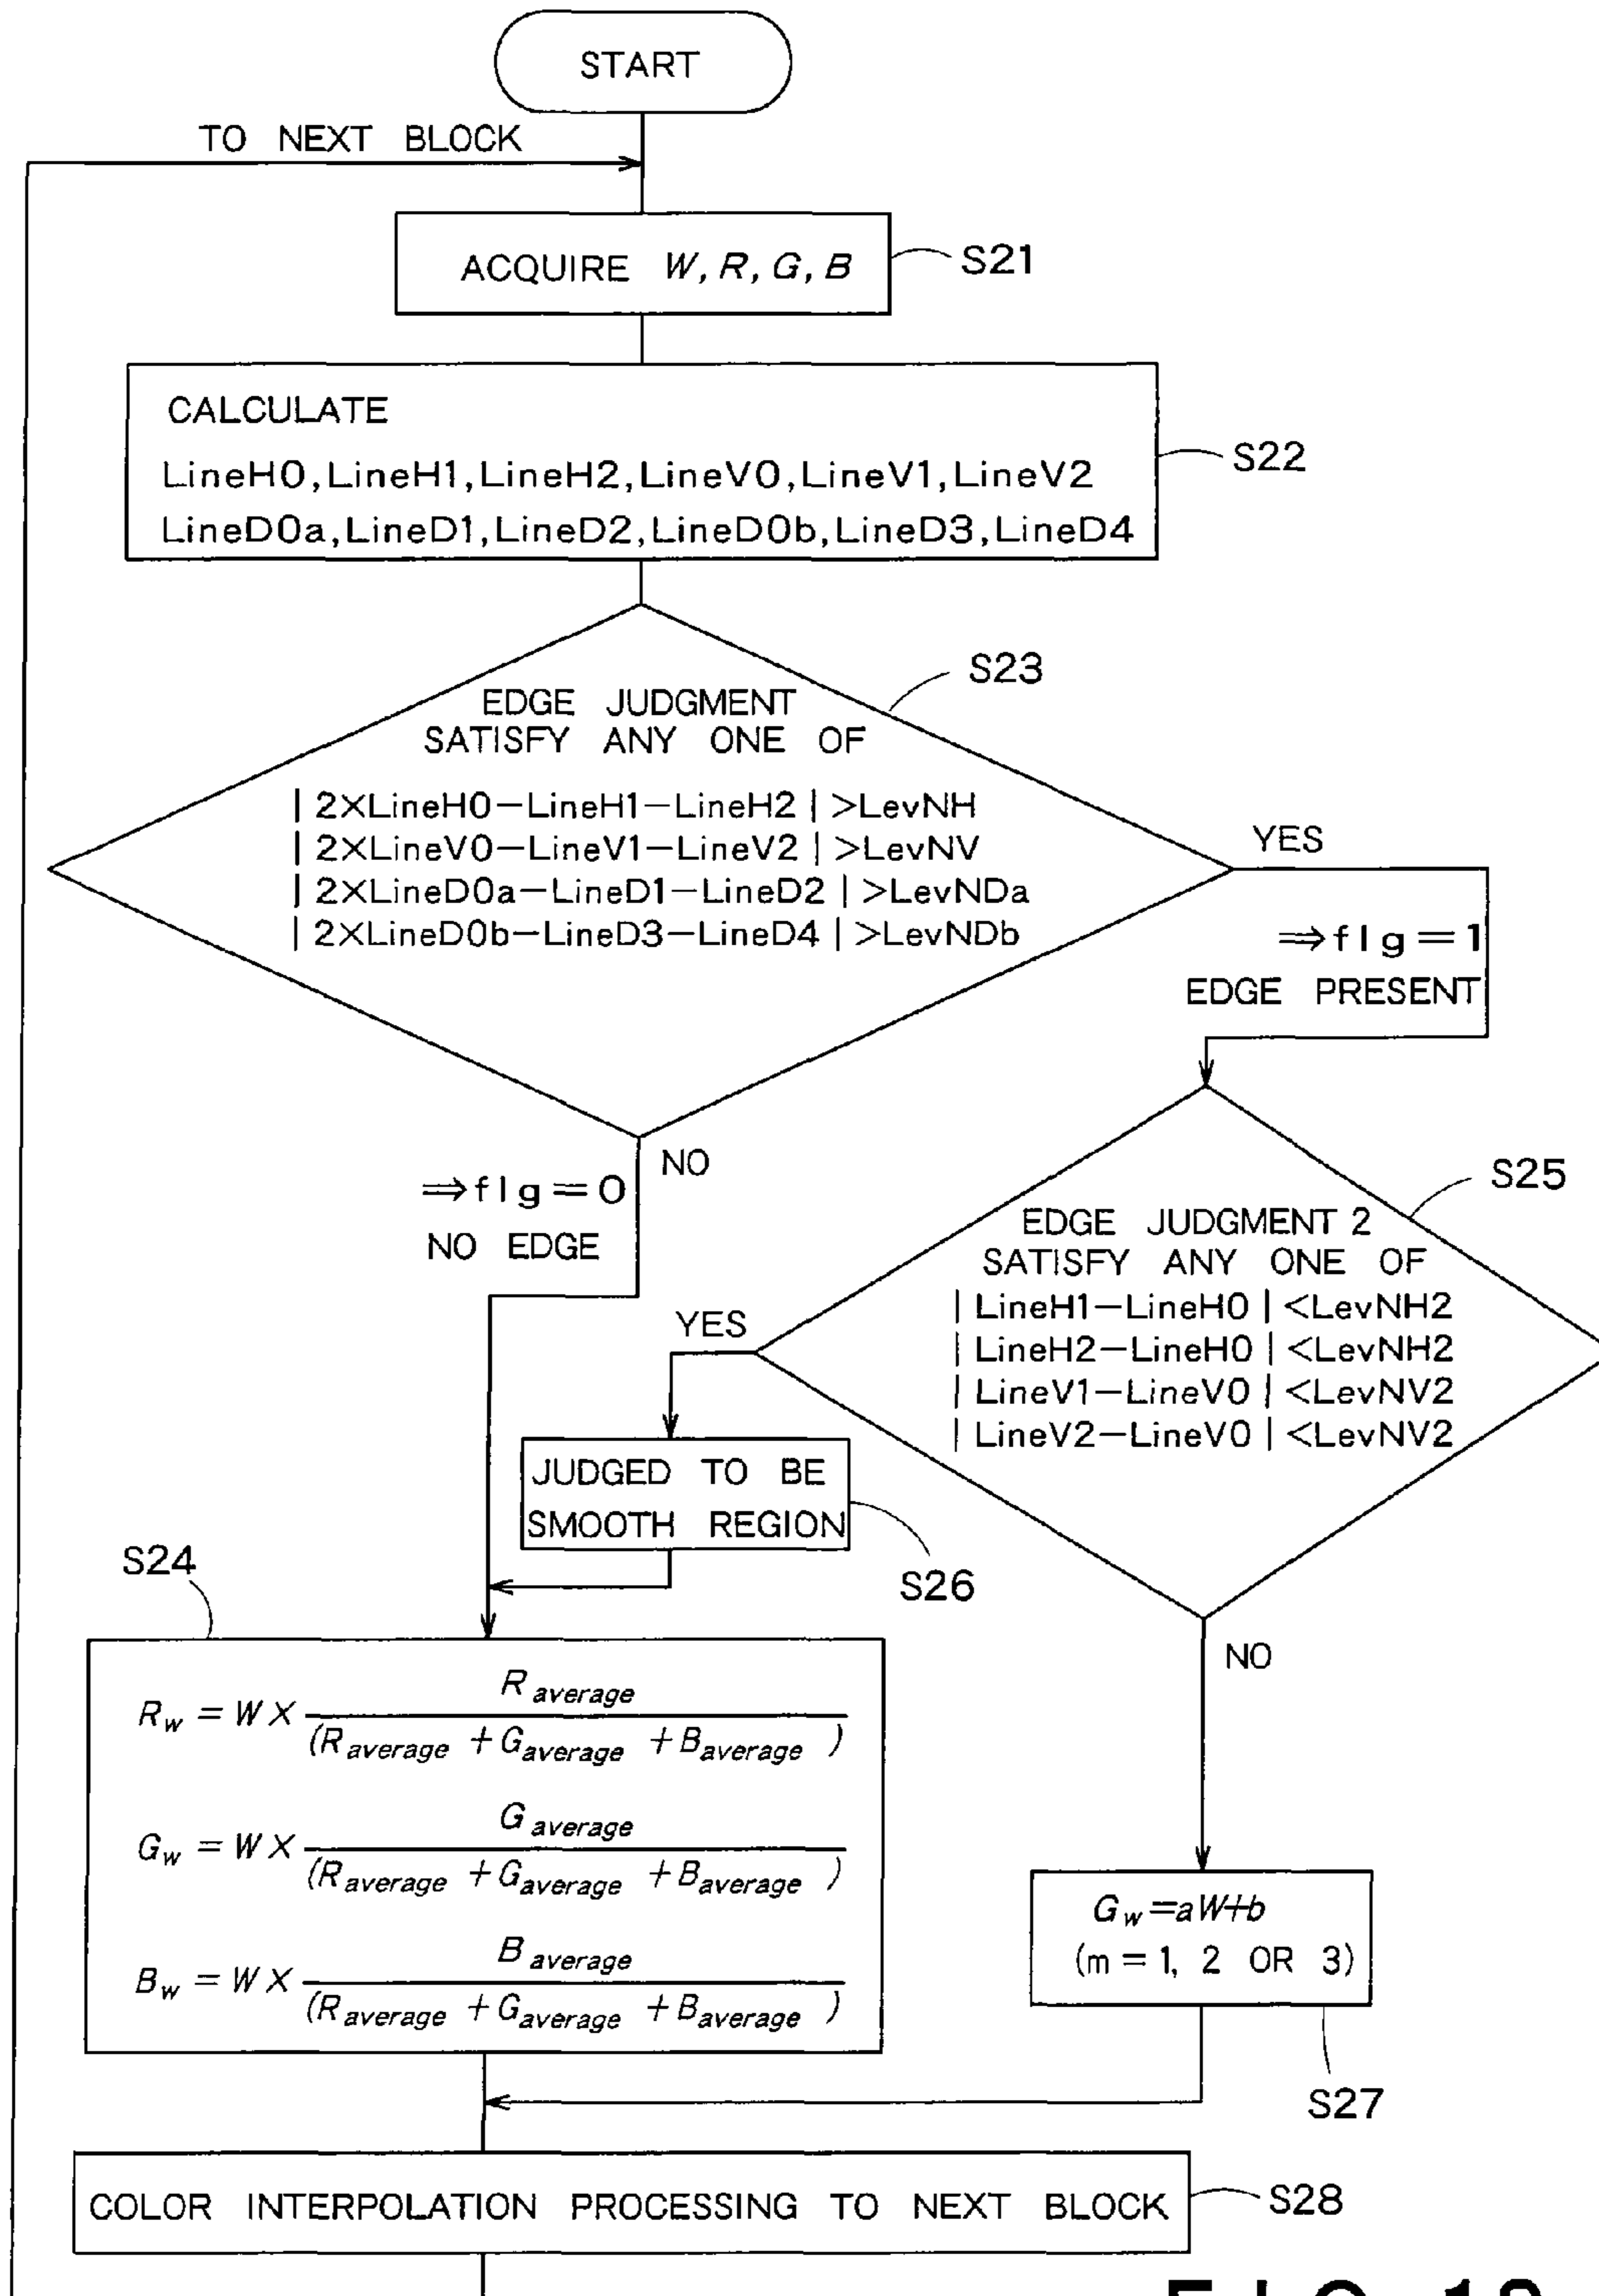 START
TO NEXT BLOCK
ACQUIRE W, R, G, B
S21
CALCULATE
LineH0,LineH1,LineH2,LineV0,LineV1,LineV2
LineD0a,LineD1,LineD2,LineD0b,LineD3,LineD4
S22
S23
EDGE JUDGMENT
SATISFY ANY ONE OF
| 2×LineH0−LineH1−LineH2 | >LevNH
| 2×LineV0−LineV1−LineV2 | >LevNV
| 2×LineD0a−LineD1−LineD2 | >LevNDa
| 2×LineD0b−LineD3−LineD4 | >LevNDb
YES
⇒flg=1
EDGE PRESENT
NO
⇒flg=0
NO EDGE
S25
EDGE JUDGMENT 2
SATISFY ANY ONE OF
| LineH1−LineH0 | <LevNH2
| LineH2−LineH0 | <LevNH2
| LineV1−LineV0 | <LevNV2
| LineV2−LineV0 | <LevNV2
YES
JUDGED TO BE
SMOOTH REGION
S26
NO
S24
R_w = W × R_average / (R_average + G_average + B_average)
G_w = W × G_average / (R_average + G_average + B_average)
B_w = W × B_average / (R_average + G_average + B_average)
G_w=aW+b
(m = 1, 2 OR 3)
S27
COLOR INTERPOLATION PROCESSING TO NEXT BLOCK
S28